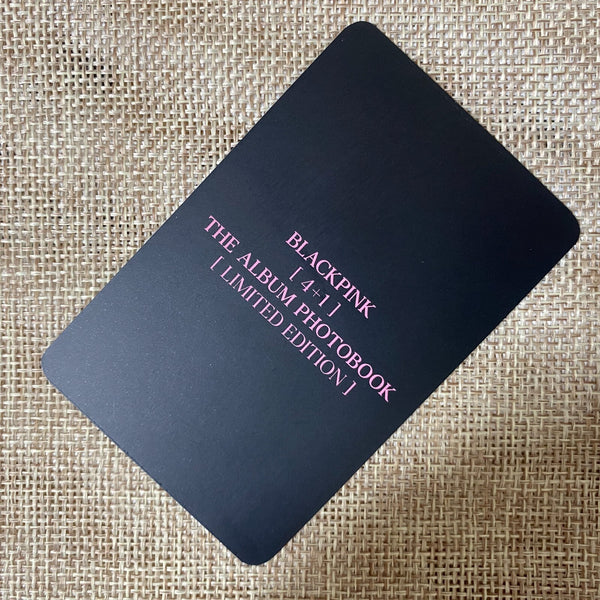 BLACKPINK
[ 4+1 ]
THE ALBUM PHOTOBOOK
[ LIMITED EDITION ]